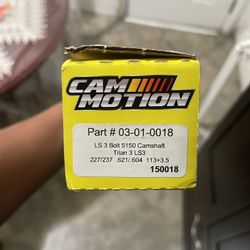 CAM
MOTION
Part # 03-01-0018
LS 3 Bolt 5150 Camshaft
Titan 3 LS3
227/237 .621/.604 113+3.5
150018